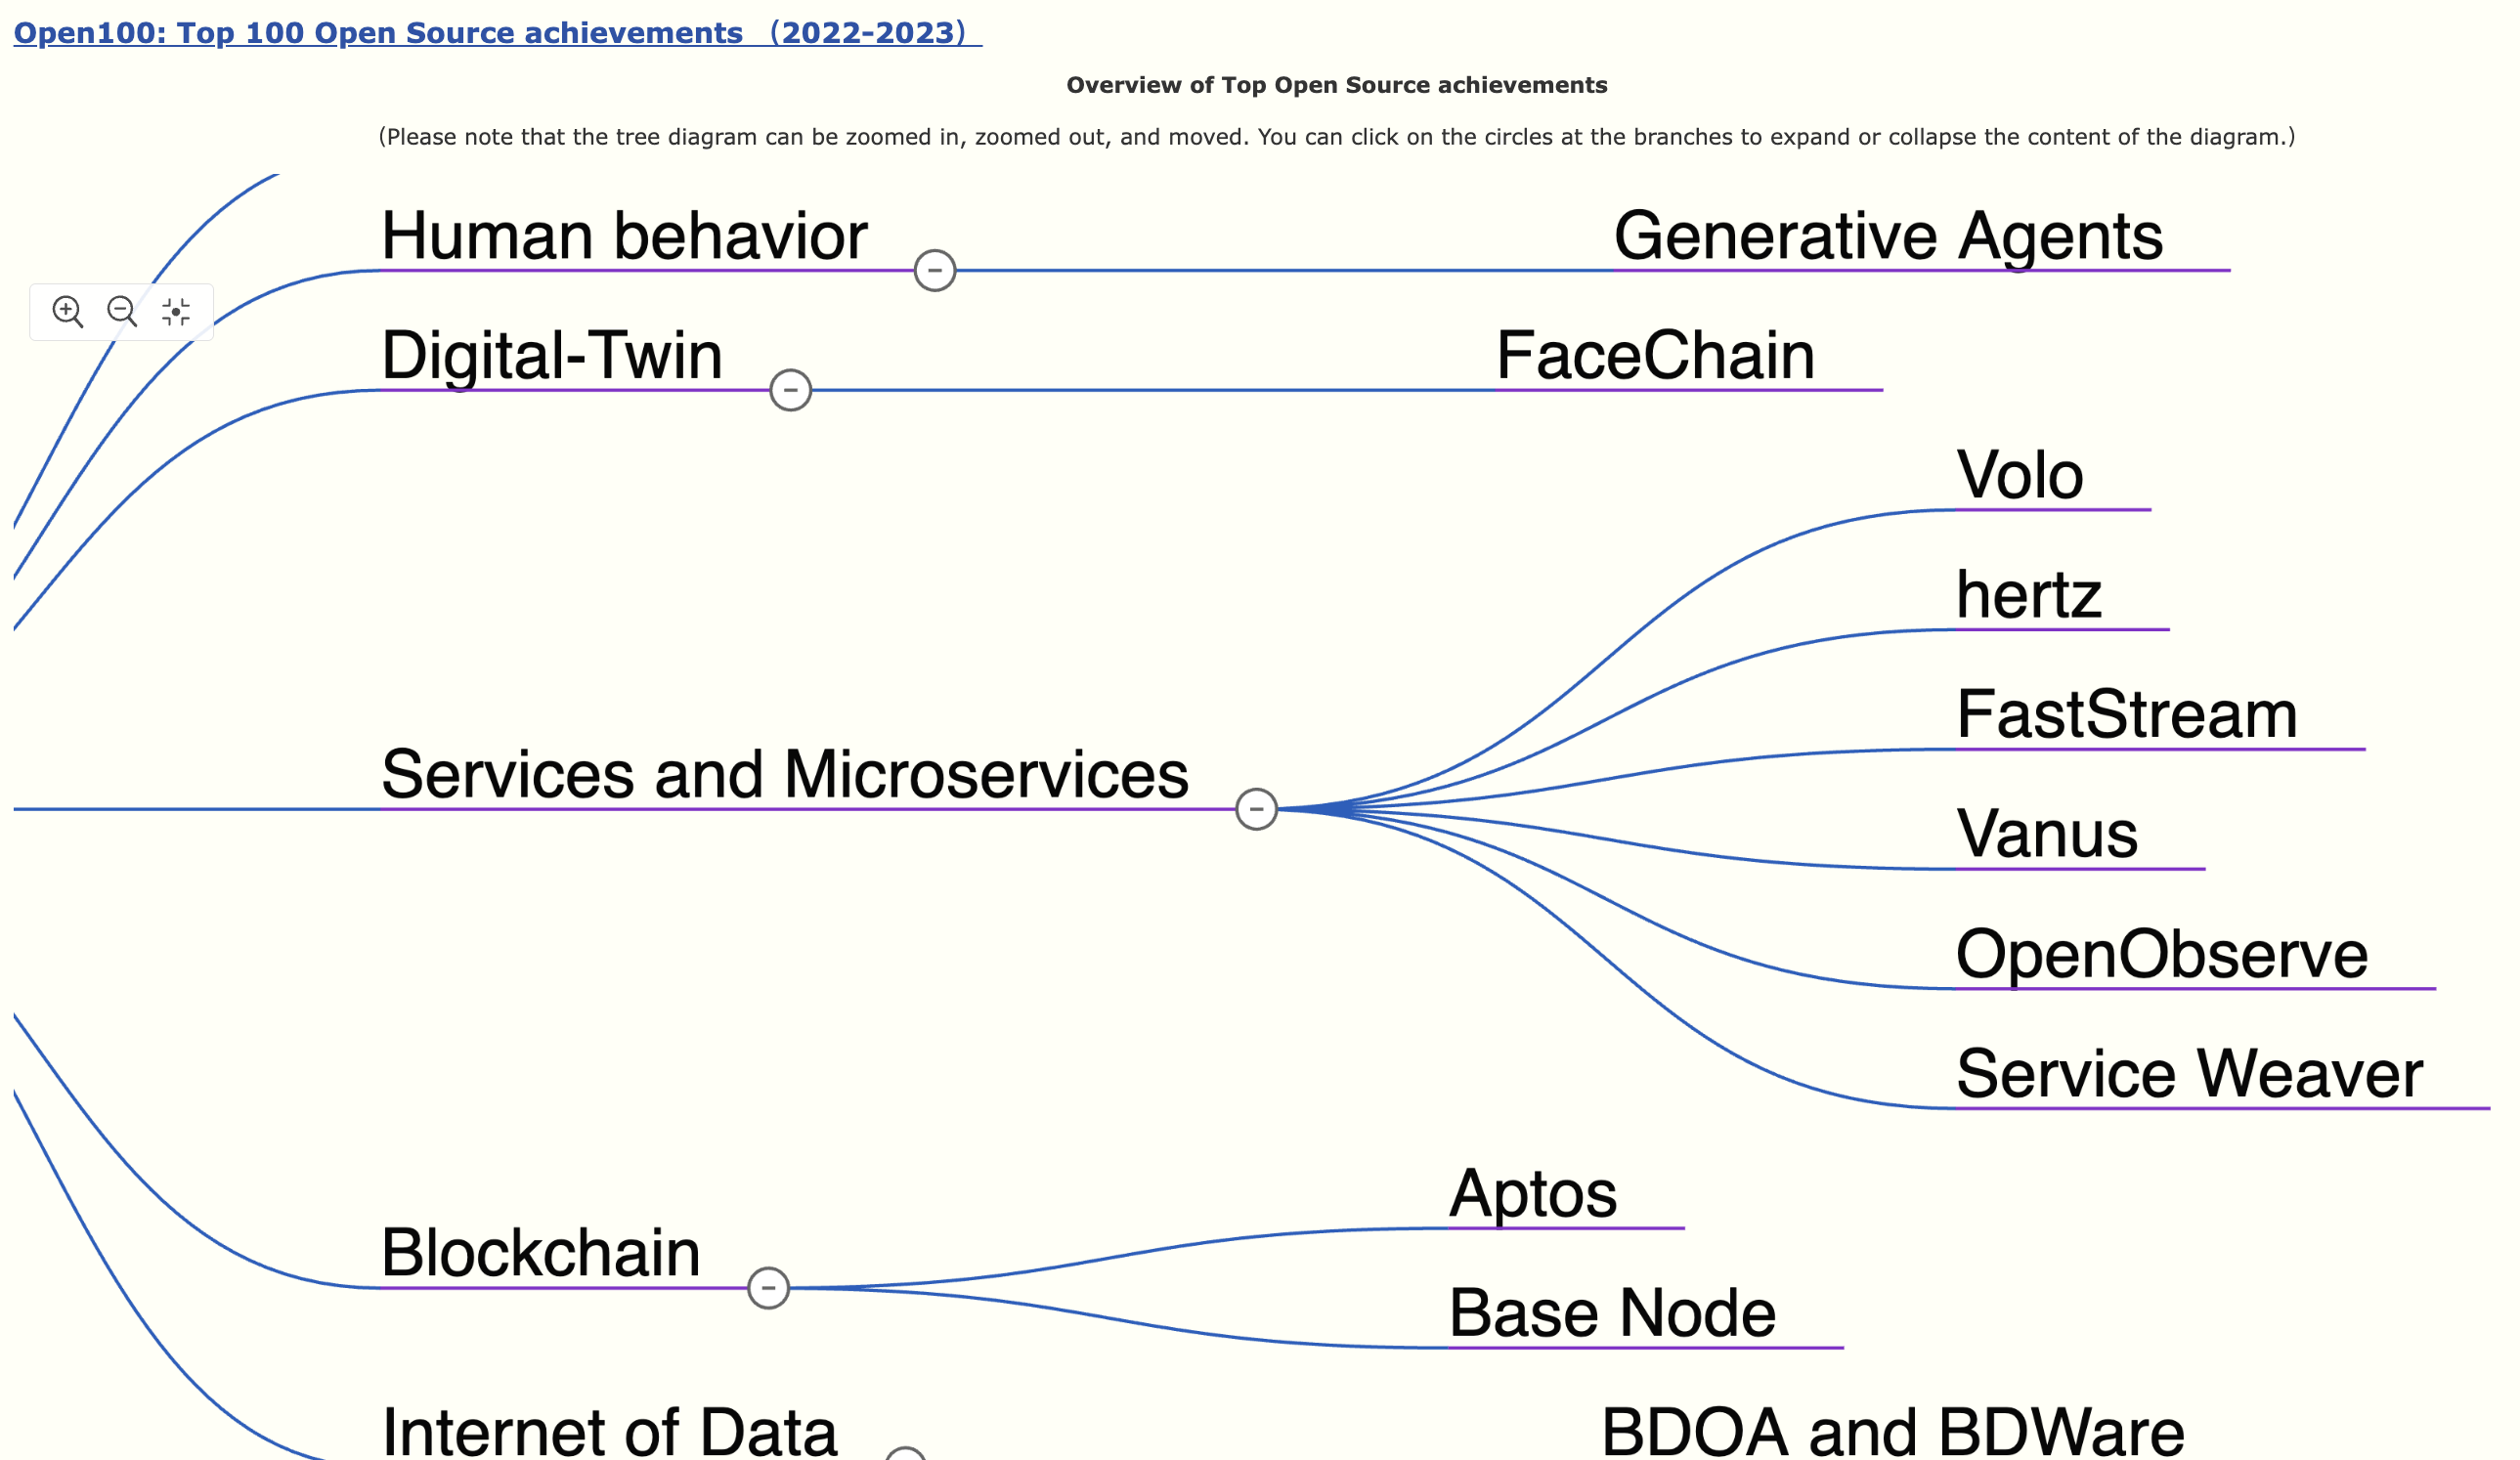 Open100: Top 100 Open Source achievements （2022-2023）
Overview of Top Open Source achievements
(Please note that the tree diagram can be zoomed in, zoomed out, and moved. You can click on the circles at the branches to expand or collapse the content of the diagram.)
Human behavior
Generative Agents
Digital-Twin
FaceChain
Volo
hertz
FastStream
Services and Microservices
Vanus
OpenObserve
Service Weaver
Aptos
Blockchain
Base Node
Internet of Data
BDOA and BDWare